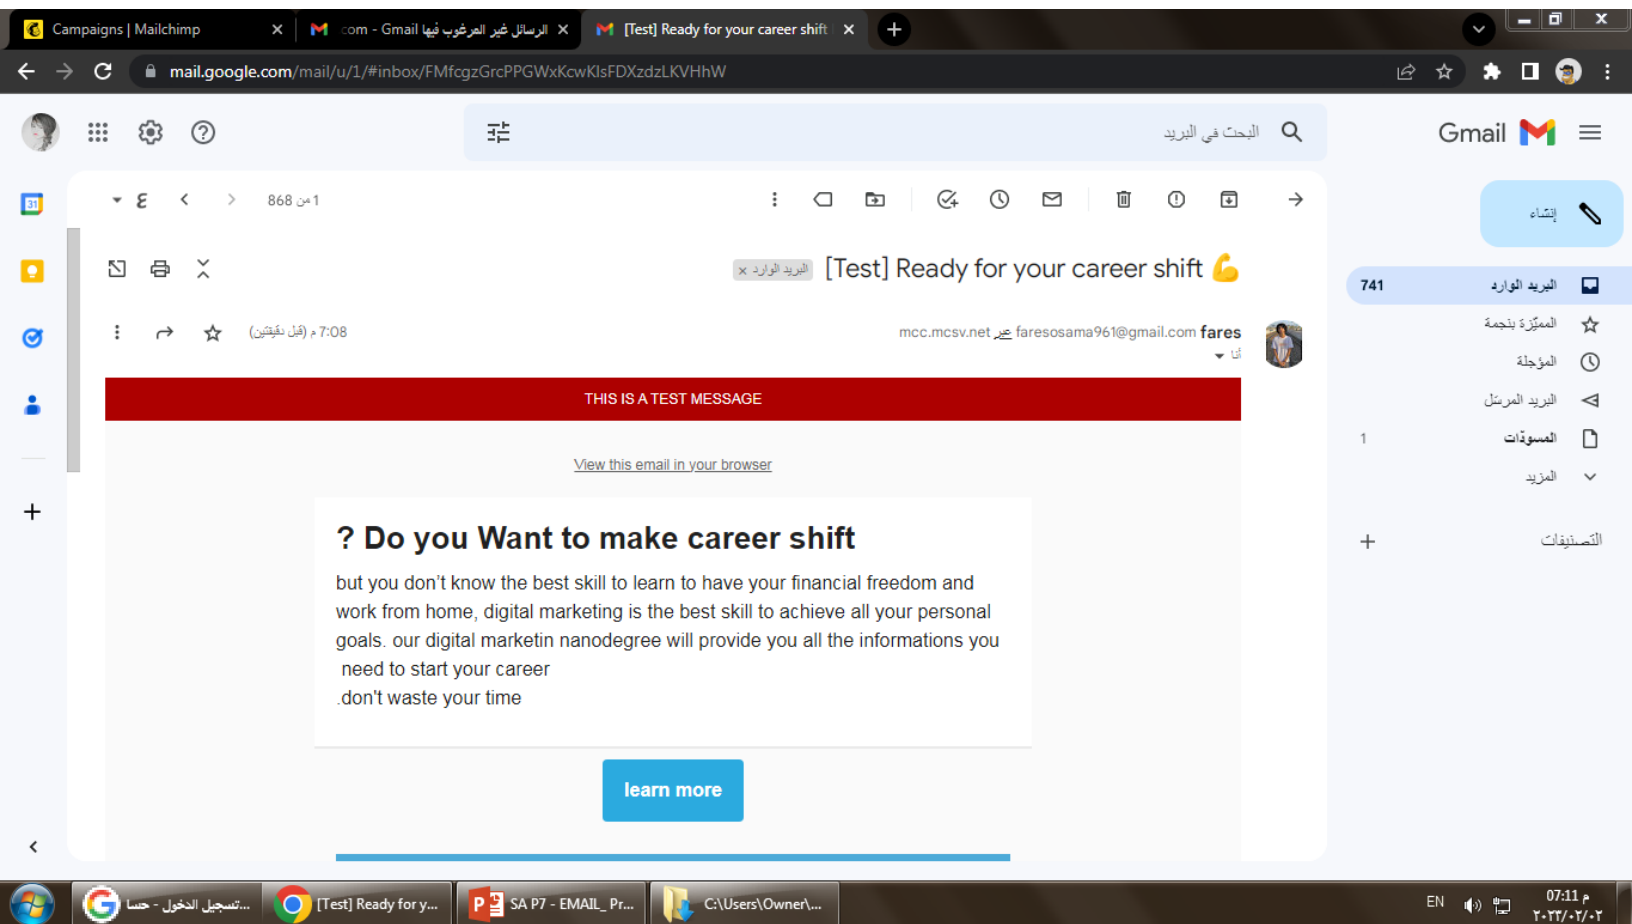 Campaigns | Mailchimp
com - Gmail الرسائل غير المرغوب فيها
[Test] Ready for your career shift
mail.google.com/mail/u/1/#inbox/FMfcgzGrcPPGWxKcwKlsFDXzdzLKVHhW
البحث في البريد
Gmail
ع
1 من 868
إنشاء
[Test] Ready for your career shift 💪
البريد الوارد ×
البريد الوارد
741
المميّزة بنجمة
المؤجلة
البريد المرسَل
المسودّات
1
المزيد
التصنيفات
fares faresosama961@gmail.com عبر mcc.mcsv.net
7:08 م (قبل دقيقتين)
أنا
THIS IS A TEST MESSAGE
View this email in your browser
? Do you Want to make career shift
but you don’t know the best skill to learn to have your financial freedom and
work from home, digital marketing is the best skill to achieve all your personal
goals. our digital marketin nanodegree will provide you all the informations you
need to start your career
.don't waste your time
learn more
31
تسجيل الدخول - حسا...
[Test] Ready for y...
SA P7 - EMAIL_ Pr...
C:\Users\Owner\...
EN
07:11 م
٢٠٢٣/٠٢/٠٢